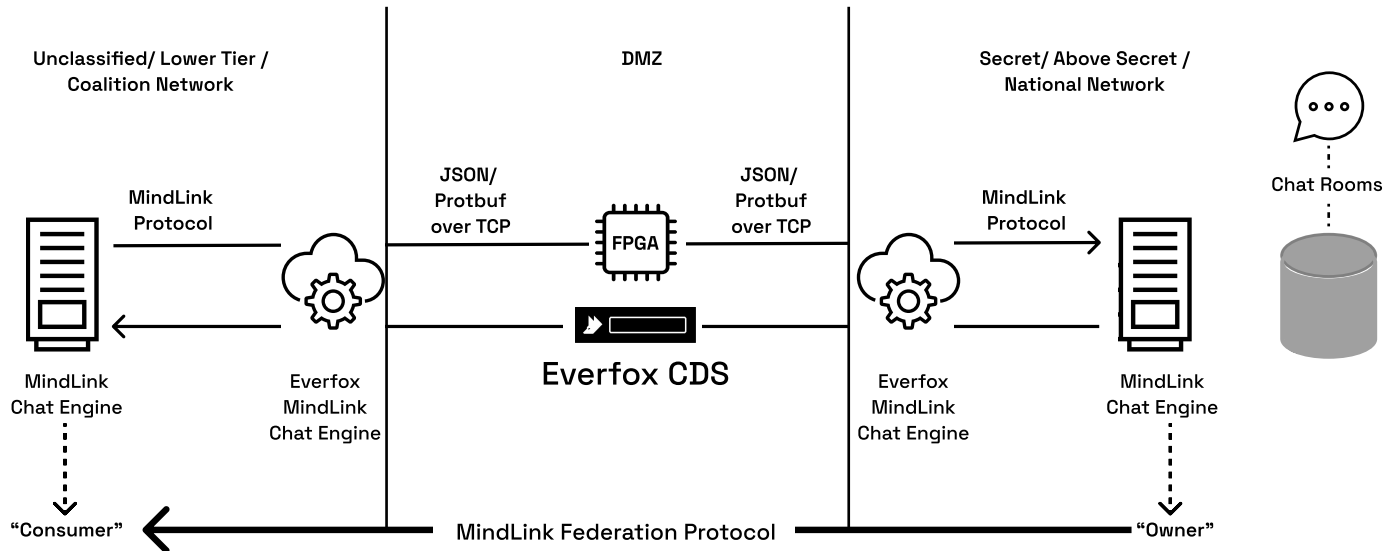 Unclassified/ Lower Tier /
Coalition Network
DMZ
Secret/ Above Secret /
National Network
Chat Rooms
MindLink
Protocol
JSON/
Protbuf
over TCP
FPGA
JSON/
Protbuf
over TCP
MindLink
Protocol
Everfox CDS
MindLink
Chat Engine
Everfox
MindLink
Chat Engine
Everfox
MindLink
Chat Engine
MindLink
Chat Engine
“Consumer”
MindLink Federation Protocol
“Owner”